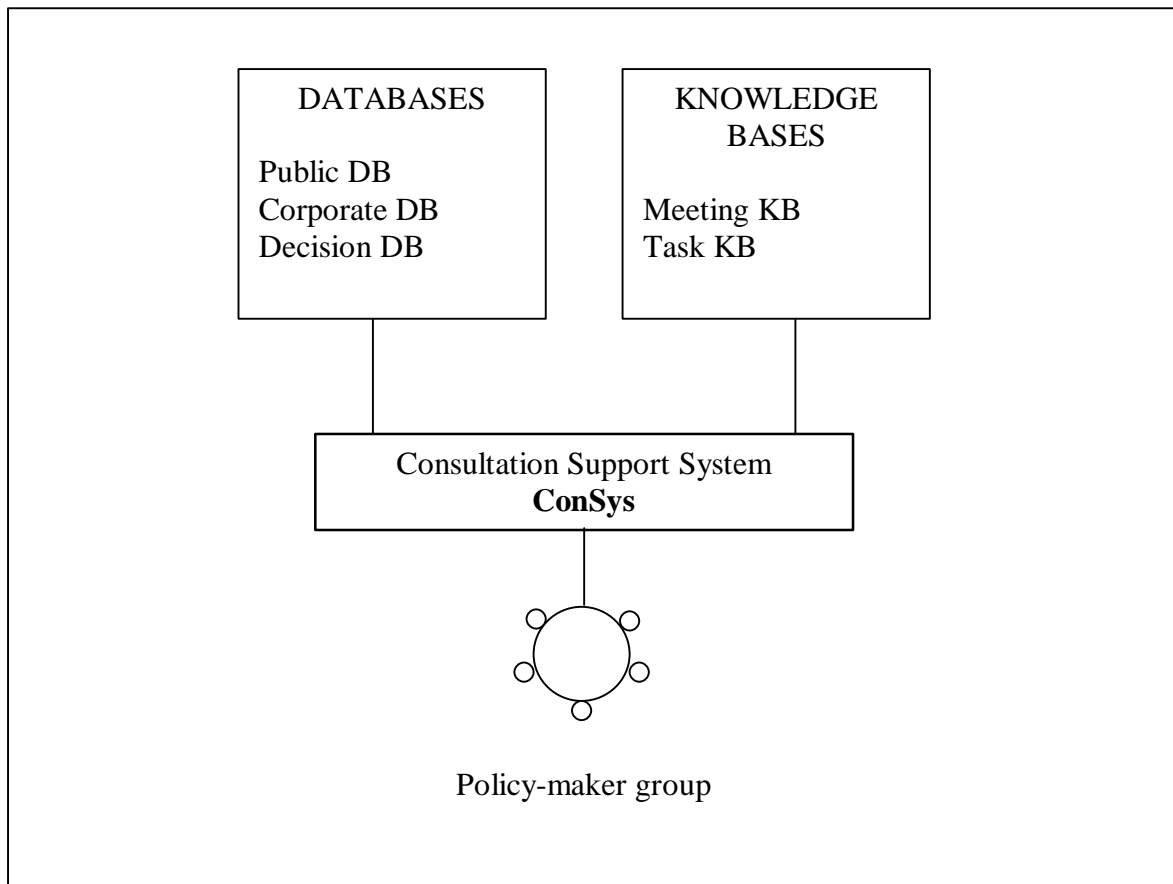 DATABASES
Public DB
Corporate DB
Decision DB
KNOWLEDGE
BASES
Meeting KB
Task KB
Consultation Support System
ConSys
Policy-maker group